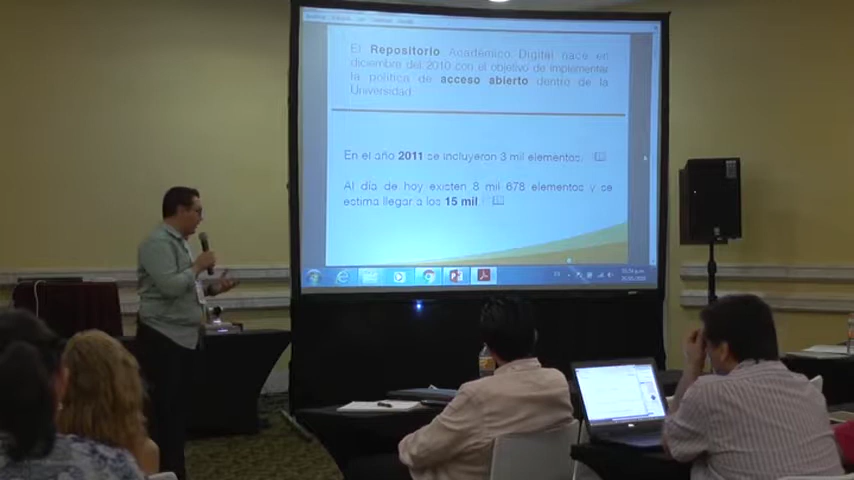 El Repositorio Académico Digital nace en
diciembre del 2010 con el objetivo de implementar
la política de acceso abierto dentro de la
Universidad
En el año 2011 se incluyeron 3 mil elementos.
Al día de hoy existen 8 mil 678 elementos y se
estima llegar a los 15 mil